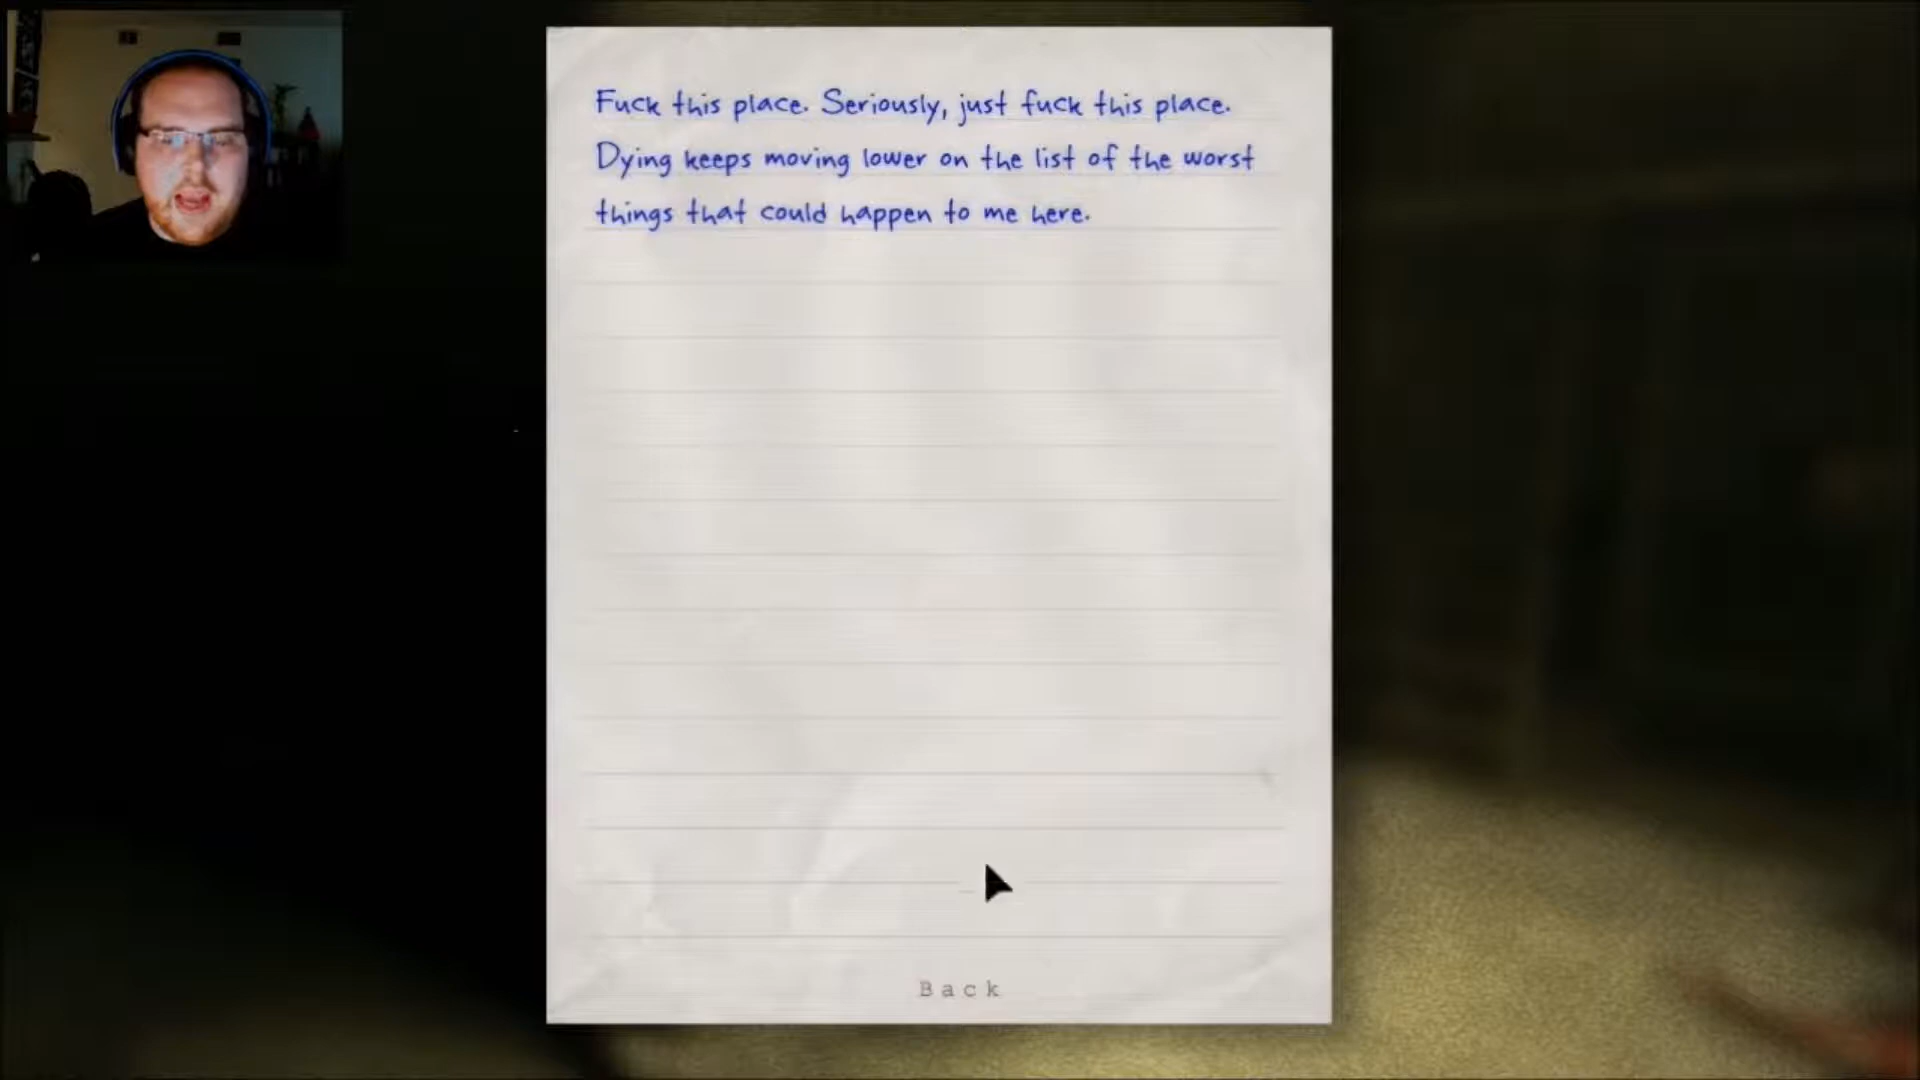 Fuck this place. Seriously, just fuck this place.
Dying keeps moving lower on the list of the worst
things that could happen to me here.
Back